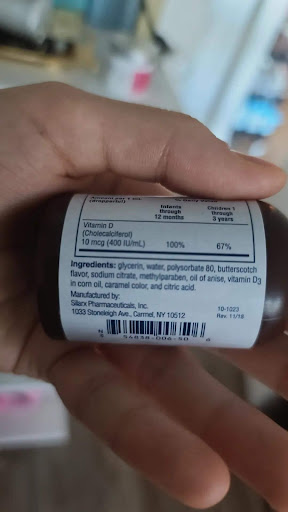 Infants
through
12 months
Children 1
through
3 years
Vitamin D
(Cholecalciferol)
10 mcg (400 IU/mL) 100% 67%
Ingredients: glycerin, water, polysorbate 80, butterscotch
flavor, sodium citrate, methylparaben, oil of anise, vitamin D3
in corn oil, caramel color, and citric acid.
Manufactured by:
Silarx Pharmaceuticals, Inc.
1033 Stoneleigh Ave., Carmel, NY 10512
10-1023
Rev. 11/18